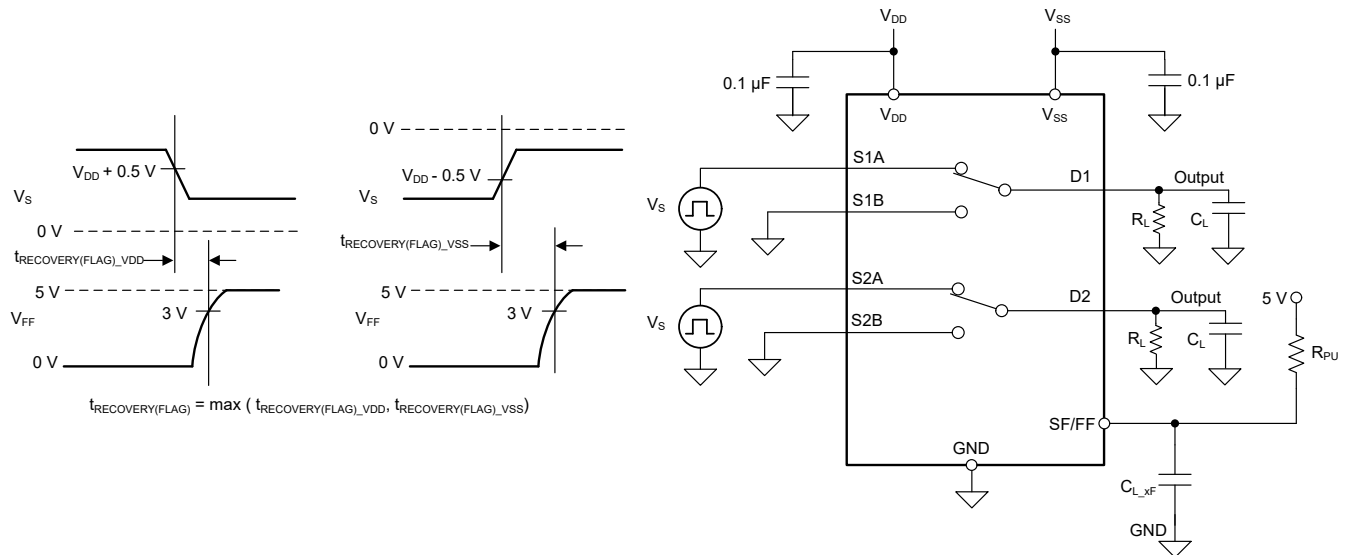 0 V
V_DD + 0.5 V
V_S
0 V
t_RECOVERY(FLAG)_VDD
5 V
3 V
V_FF
0 V
V_DD - 0.5 V
V_S
t_RECOVERY(FLAG)_VSS
5 V
3 V
V_FF
0 V
t_RECOVERY(FLAG) = max ( t_RECOVERY(FLAG)_VDD, t_RECOVERY(FLAG)_VSS)
V_DD
V_SS
0.1 µF
0.1 µF
V_DD
V_SS
S1A
D1
Output
V_S
S1B
R_L
C_L
S2A
D2
Output
5 V
V_S
S2B
R_L
C_L
R_PU
SF/FF
GND
C_L_xF
GND